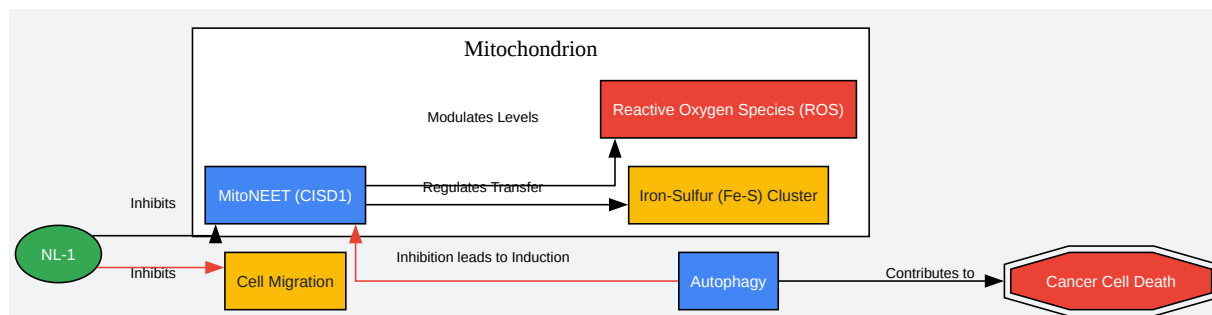 Mitochondrion
Reactive Oxygen Species (ROS)
Modulates Levels
MitoNEET (CISD1)
Regulates Transfer
Iron-Sulfur (Fe-S) Cluster
Inhibits
NL-1
Inhibits
Cell Migration
Inhibition leads to Induction
Autophagy
Contributes to
Cancer Cell Death